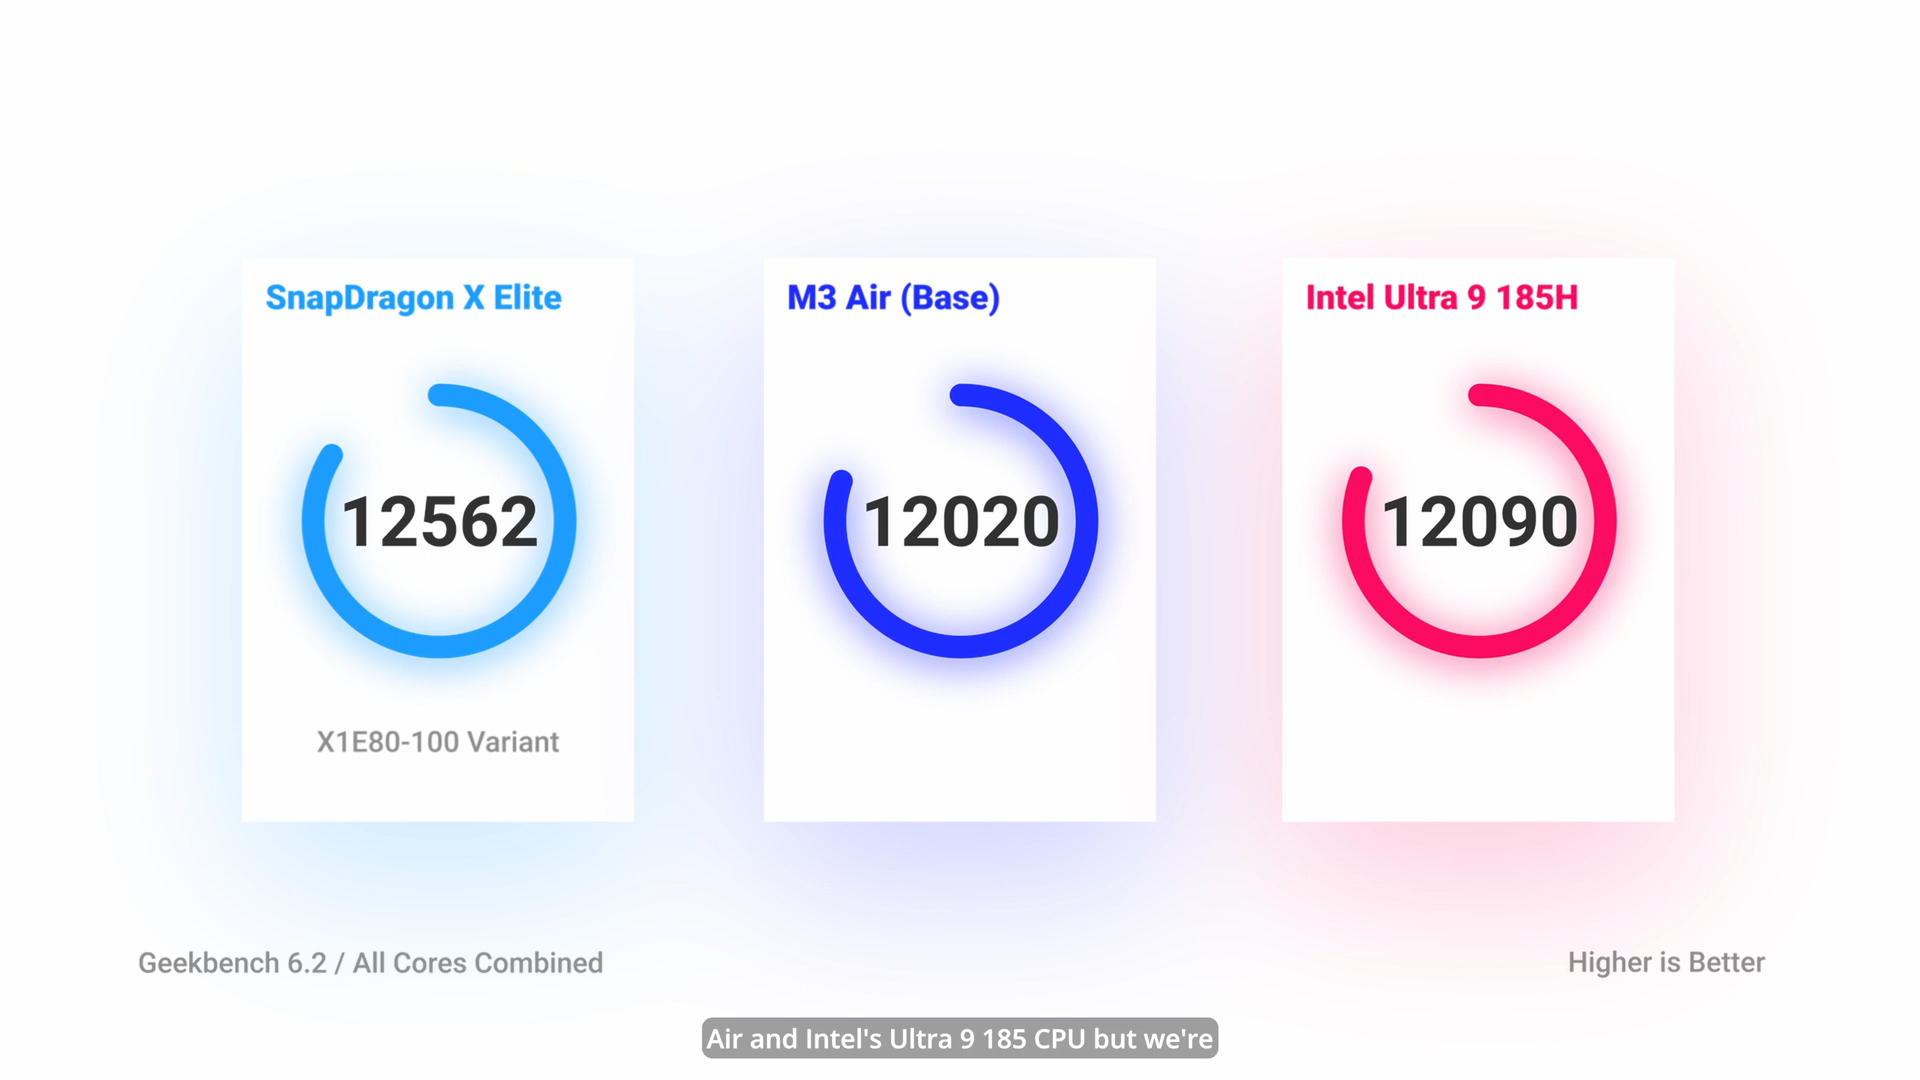 SnapDragon X Elite
12562
X1E80-100 Variant
M3 Air (Base)
12020
Intel Ultra 9 185H
12090
Geekbench 6.2 / All Cores Combined
Higher is Better
Air and Intel's Ultra 9 185 CPU but we're